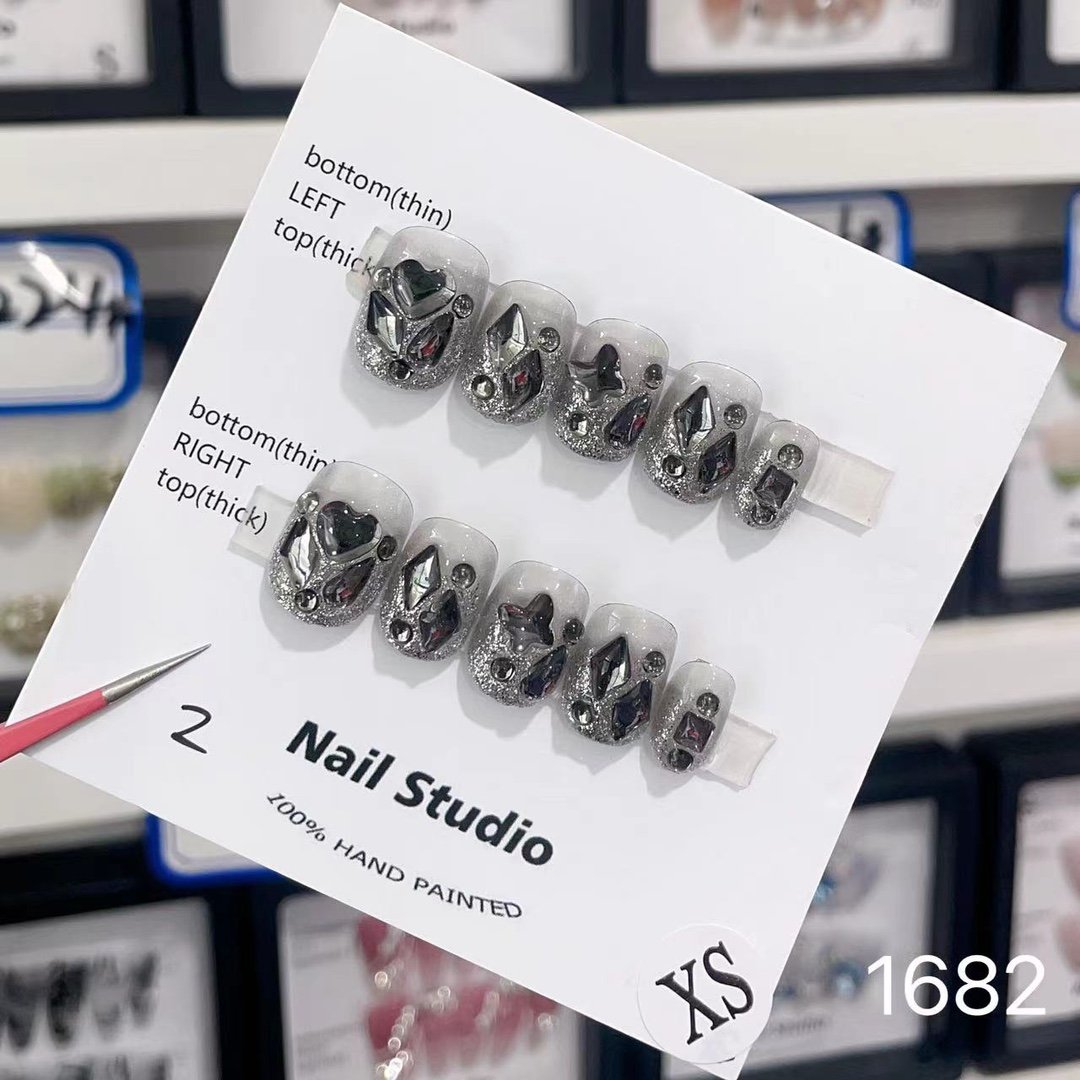 bottom(thin)
LEFT
top(thick
bottom(thin)
RIGHT
top(thick)
2
Nail Studio
100% HAND PAINTED
XS
1682